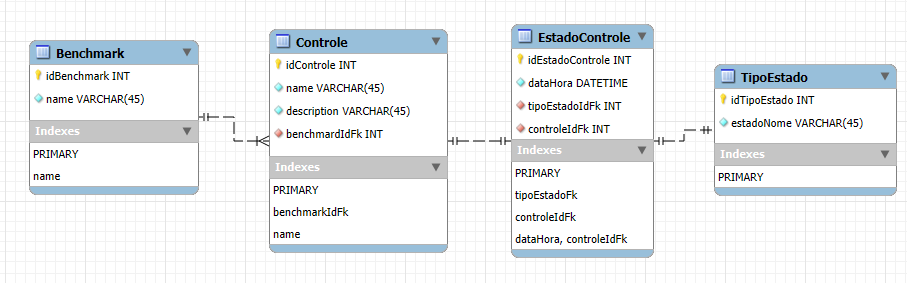 Benchmark
idBenchmark INT
name VARCHAR(45)
Indexes
PRIMARY
name
Controle
idControle INT
name VARCHAR(45)
description VARCHAR(45)
benchmardIdFk INT
Indexes
PRIMARY
benchmarkIdFk
name
EstadoControle
idEstadoControle INT
dataHora DATETIME
tipoEstadoIdFk INT
controleIdFk INT
Indexes
PRIMARY
tipoEstadoFk
controleIdFk
dataHora, controleIdFk
TipoEstado
idTipoEstado INT
estadoNome VARCHAR(45)
Indexes
PRIMARY